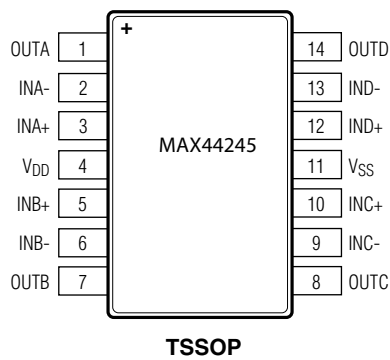 +
OUTA 1 14 OUTD
INA- 2 13 IND-
INA+ 3 12 IND+
MAX44245
VDD 4 11 VSS
INB+ 5 10 INC+
INB- 6 9 INC-
OUTB 7 8 OUTC
TSSOP